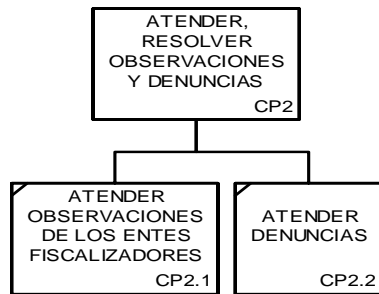 ATENDER,
RESOLVER
OBSERVACIONES
Y DENUNCIAS
CP2
ATENDER
OBSERVACIONES
DE LOS ENTES
FISCALIZADORES
CP2.1
ATENDER
DENUNCIAS
CP2.2